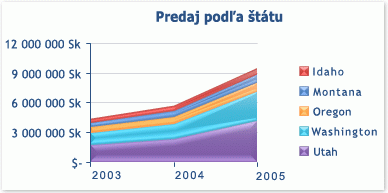 Predaj podľa štátu
12 000 000 Sk
9 000 000 Sk
6 000 000 Sk
3 000 000 Sk
$-
2003
2004
2005
Idaho
Montana
Oregon
Washington
Utah